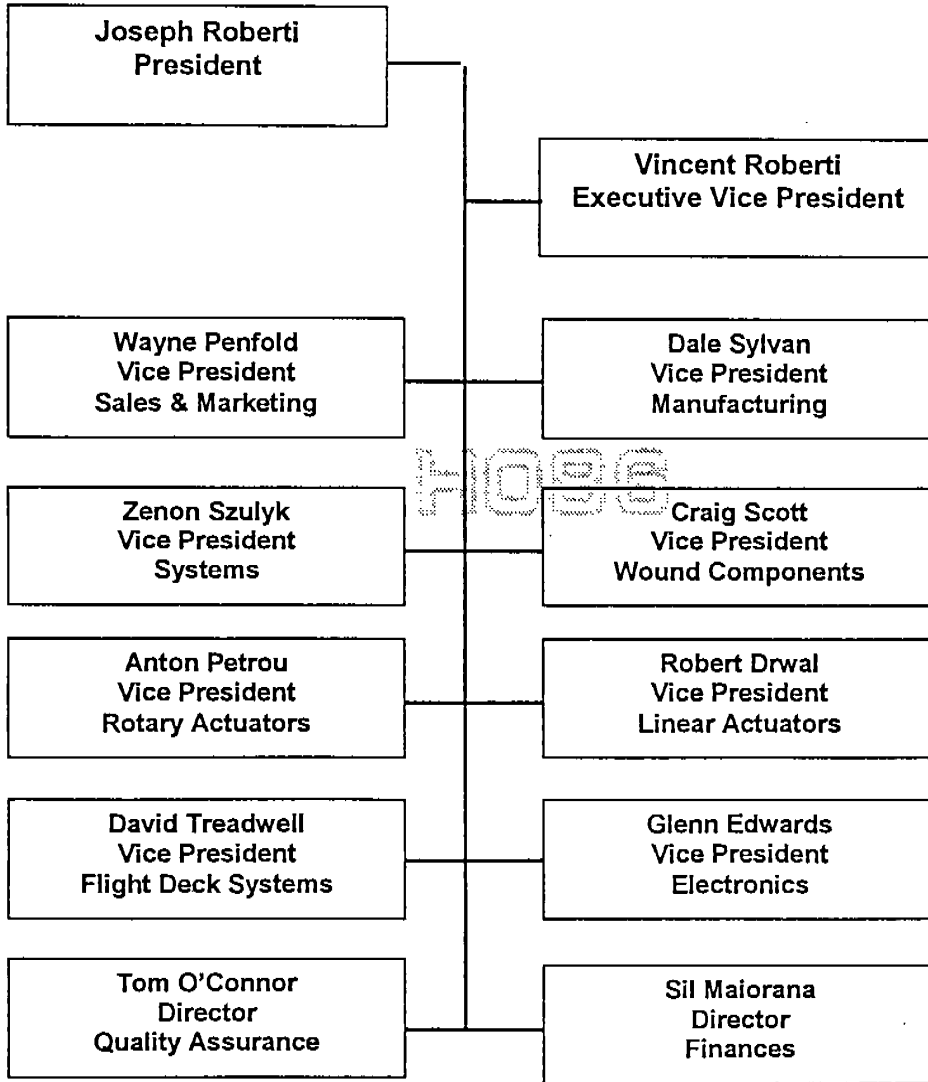 Joseph Roberti
President
Vincent Roberti
Executive Vice President
Wayne Penfold
Vice President
Sales & Marketing
Dale Sylvan
Vice President
Manufacturing
H096
Zenon Szulyk
Vice President
Systems
Craig Scott
Vice President
Wound Components
Anton Petrou
Vice President
Rotary Actuators
Robert Drwal
Vice President
Linear Actuators
David Treadwell
Vice President
Flight Deck Systems
Glenn Edwards
Vice President
Electronics
Tom O'Connor
Director
Quality Assurance
Sil Maiorana
Director
Finances